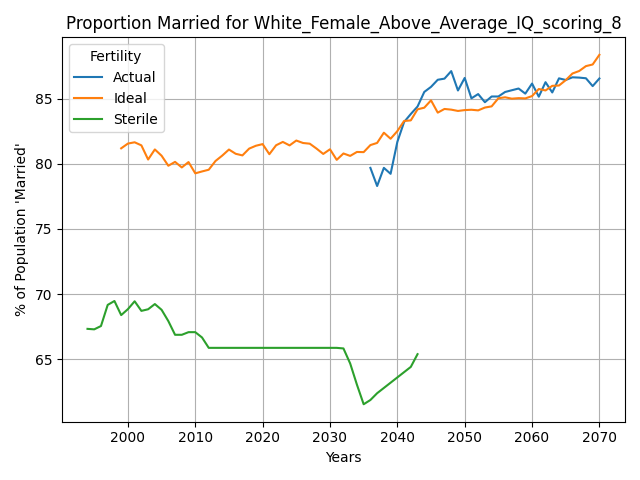 Proportion Married for White_Female_Above_Average_IQ_scoring_8
Fertility
Actual
Ideal
Sterile
% of Population 'Married'
85
80
75
70
65
2000 2010 2020 2030 2040 2050 2060 2070
Years